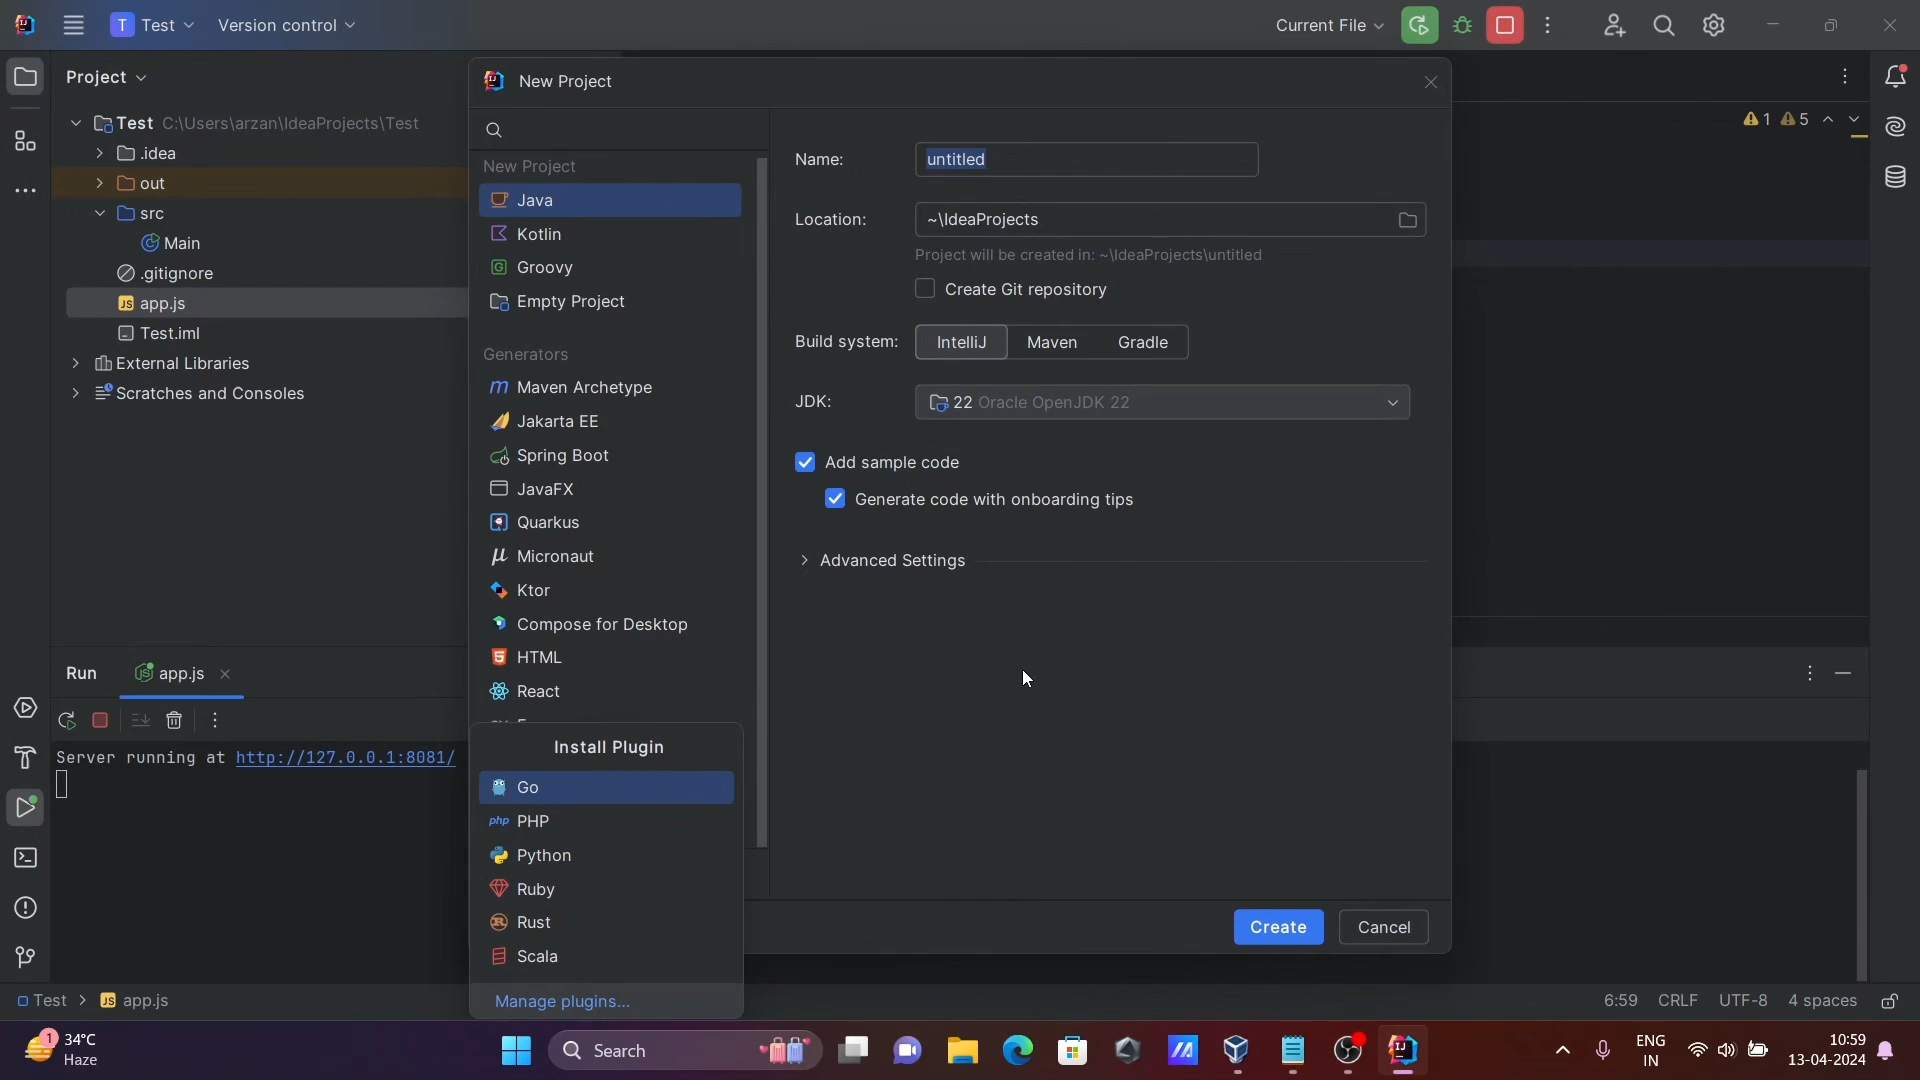 T Test
Version control
Current File
Project
Test C:\Users\arzan\IdeaProjects\Test
.idea
out
src
Main
.gitignore
JS app.js
Test.iml
External Libraries
Scratches and Consoles
New Project
New Project
Java
Kotlin
Groovy
Empty Project
Generators
Maven Archetype
Jakarta EE
Spring Boot
JavaFX
Quarkus
Micronaut
Ktor
Compose for Desktop
HTML
React
Name: untitled
Location: ~\IdeaProjects
Project will be created in: ~\IdeaProjects\untitled
Create Git repository
Build system: IntelliJ Maven Gradle
JDK: 22 Oracle OpenJDK 22
Add sample code
Generate code with onboarding tips
Advanced Settings
Create Cancel
1 5
Install Plugin
Go
php PHP
Python
Ruby
Rust
Scala
Manage plugins...
Run app.js
Server running at http://127.0.0.1:8081/
Test > JS app.js
6:59 CRLF UTF-8 4 spaces
1 34°C
Haze
Search
ENG
IN
10:59
13-04-2024